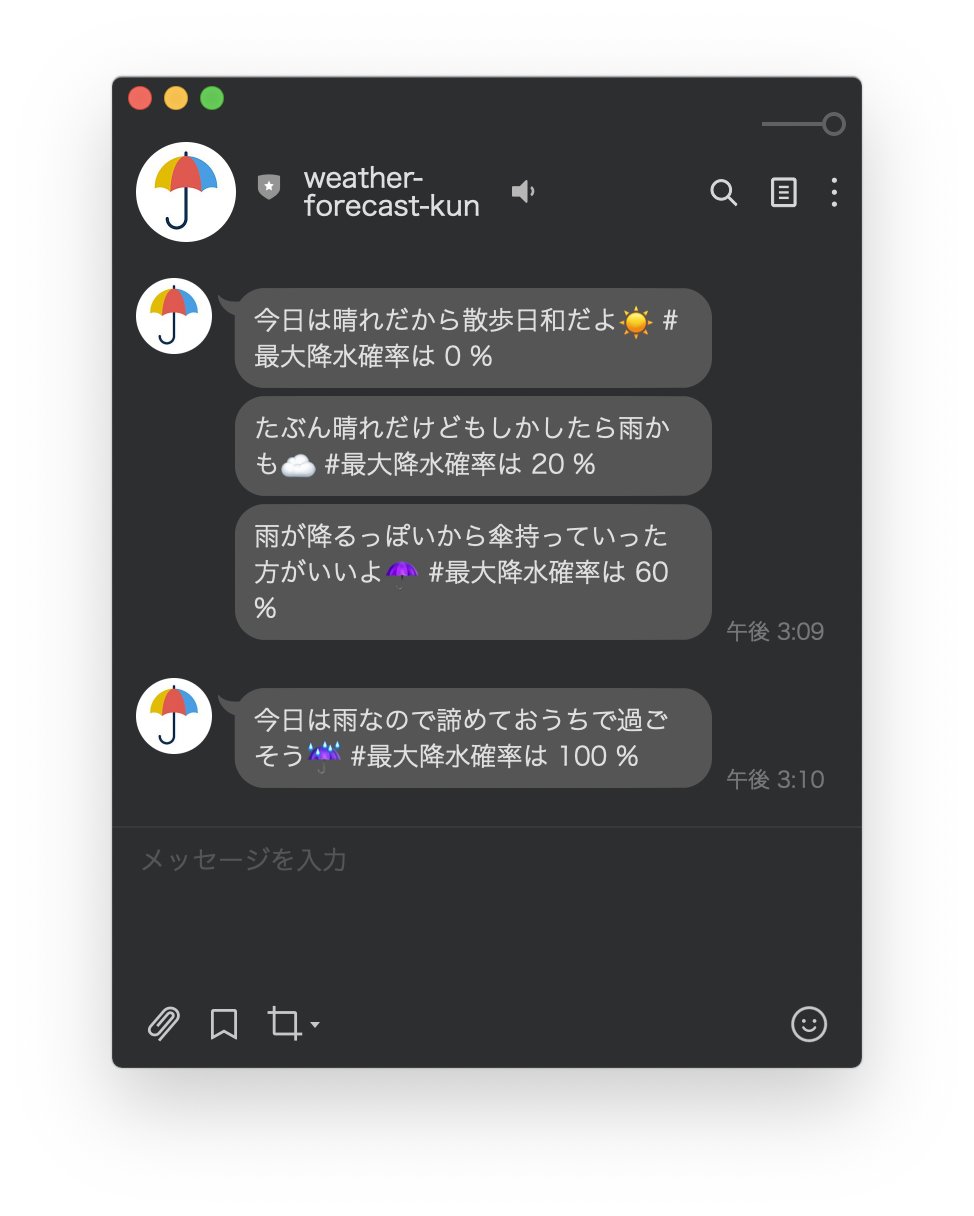 weather-
forecast-kun
今日は晴れだから散歩日和だよ☀️ #
最大降水確率は 0 %
たぶん晴れだけどもしかしたら雨か
も☁️ #最大降水確率は 20 %
雨が降るっぽいから傘持っていった
方がいいよ☂️ #最大降水確率は 60
%
午後 3:09
今日は雨なので諦めておうちで過ご
そう☔️ #最大降水確率は 100 %
午後 3:10
メッセージを入力